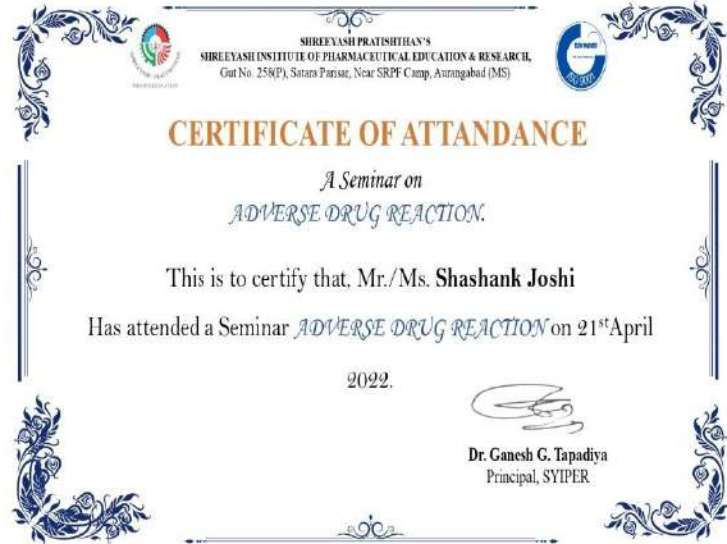 SHREEYASH PRATISHTHAN'S
SHREEYASH INSTITUTE OF PHARMACEUTICAL EDUCATION & RESEARCH,
Gut No. 258(P), Satara Parisar, Near SRPF Camp, Aurangabad (MS)
ISO 9001
CERTIFICATE OF ATTANDANCE
A Seminar on
ADVERSE DRUG REACTION.
This is to certify that, Mr./Ms. Shashank Joshi
Has attended a Seminar ADVERSE DRUG REACTION on 21st April
2022.
Dr. Ganesh G. Tapadiya
Principal, SYIPER